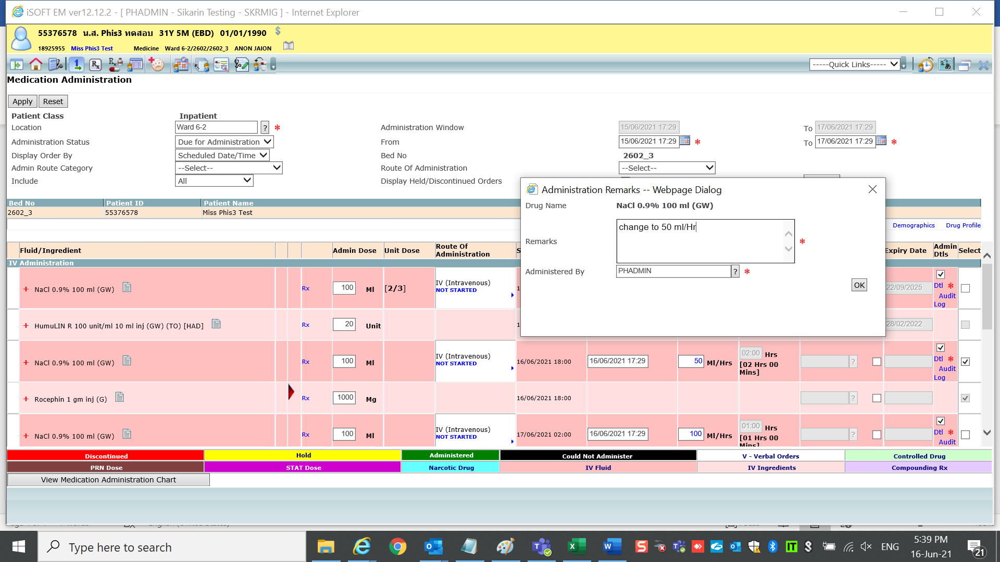 iSOFT EM ver12.12.2 - [ PHADMIN - Sikarin Testing - SKRMIG ] - Internet Explorer
55376578 น.ส. Phis3 ทดสอบ 31Y 5M (EBD) 01/01/1990
18925955 Miss Phis3 Test Medicine Ward 6-2/2602/2602_3 ANON JAION
-----Quick Links-----
Medication Administration
Apply Reset
Patient Class Inpatient
Location Ward 6-2 ? * Administration Window 15/06/2021 17:29 To 17/06/2021 17:29
Administration Status Due for Administration From 15/06/2021 17:29 * To 17/06/2021 17:29 *
Display Order By Scheduled Date/Time Bed No 2602_3
Admin Route Category --Select-- Route Of Administration --Select--
Include All Display Held/Discontinued Orders
Administration Remarks -- Webpage Dialog
Drug Name NaCl 0.9% 100 ml (GW)
Remarks change to 50 ml/Hr *
Administered By PHADMIN ? *
OK
Bed No Patient ID Patient Name
2602_3 55376578 Miss Phis3 Test
Demographics Drug Profile
Fluid/Ingredient Admin Dose Unit Dose Route Of Administration S Expiry Date Admin Dtls Select
IV Administration
+ NaCl 0.9% 100 ml (GW) Rx 100 Ml [2/3] IV (Intravenous) NOT STARTED 1 22/09/2025 Dtl * Audit Log
+ HumuLIN R 100 unit/ml 10 ml inj (GW) (TO) [HAD] Rx 20 Unit 1 28/02/2022
+ NaCl 0.9% 100 ml (GW) Rx 100 Ml IV (Intravenous) NOT STARTED 16/06/2021 18:00 16/06/2021 17:29 50 Ml/Hrs 02:00 Hrs [02 Hrs 00 Mins] ? Dtl * Audit Log
+ Rocephin 1 gm inj (G) Rx 1000 Mg 16/06/2021 18:00 ?
+ NaCl 0.9% 100 ml (GW) Rx 100 Ml IV (Intravenous) NOT STARTED 17/06/2021 02:00 16/06/2021 17:29 100 Ml/Hrs 01:00 Hrs [01 Hrs 00 Mins] ? Dtl * Audit
Discontinued Hold Administered Could Not Administer V - Verbal Orders Controlled Drug
PRN Dose STAT Dose Narcotic Drug IV Fluid IV Ingredients Compounding Rx
View Medication Administration Chart
Type here to search
ENG
5:39 PM
16-Jun-21
21